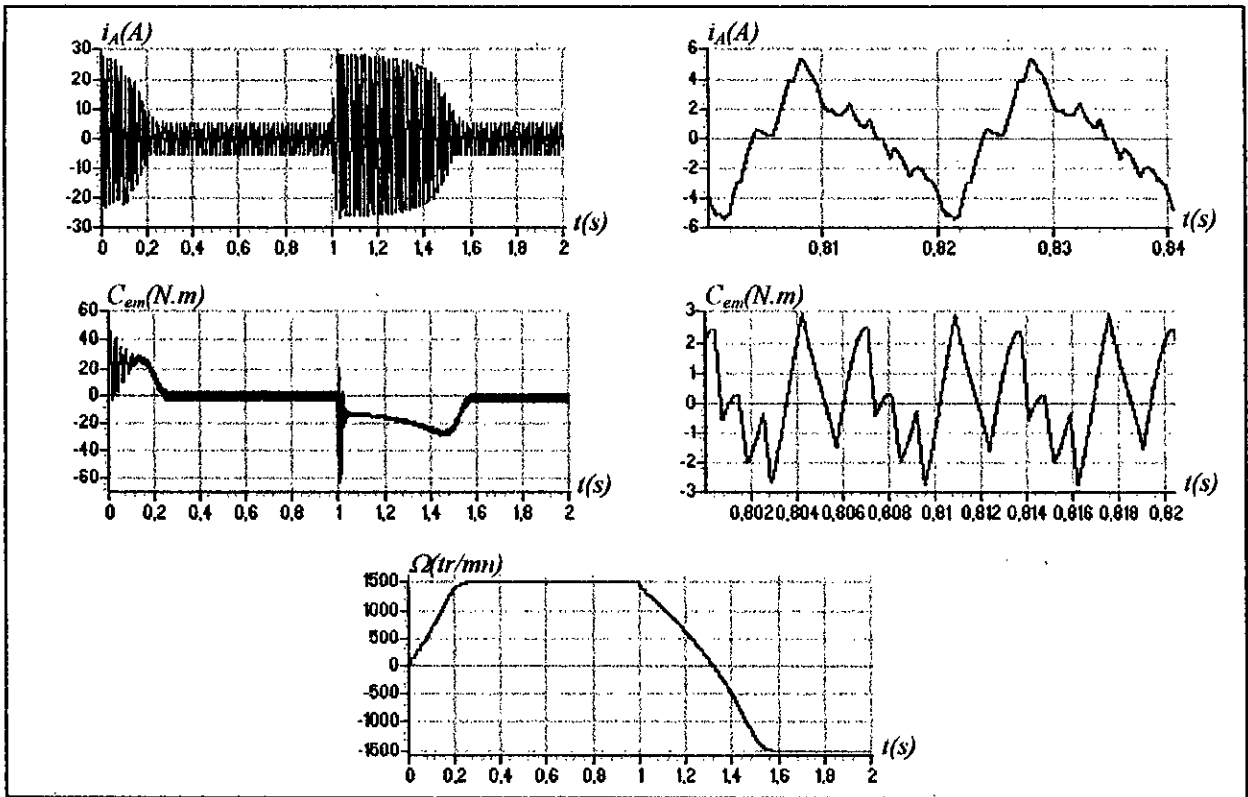 i_A(A)
30
20
10
0
-10
-20
-30
0 0,2 0,4 0,6 0,8 1 1,2 1,4 1,6 1,8 2
t(s)
i_A(A)
6
4
2
0
-2
-4
-6
0,81 0,82 0,83 0,84
t(s)
C_em(N.m)
60
40
20
0
-20
-40
-60
0 0,2 0,4 0,6 0,8 1 1,2 1,4 1,6 1,8 2
t(s)
C_em(N.m)
3
2
1
0
-1
-2
-3
0,802 0,804 0,806 0,808 0,81 0,812 0,814 0,816 0,818 0,82
t(s)
Ω(tr/mn)
1500
1000
500
0
-500
-1000
-1500
0 0,2 0,4 0,6 0,8 1 1,2 1,4 1,6 1,8 2
t(s)